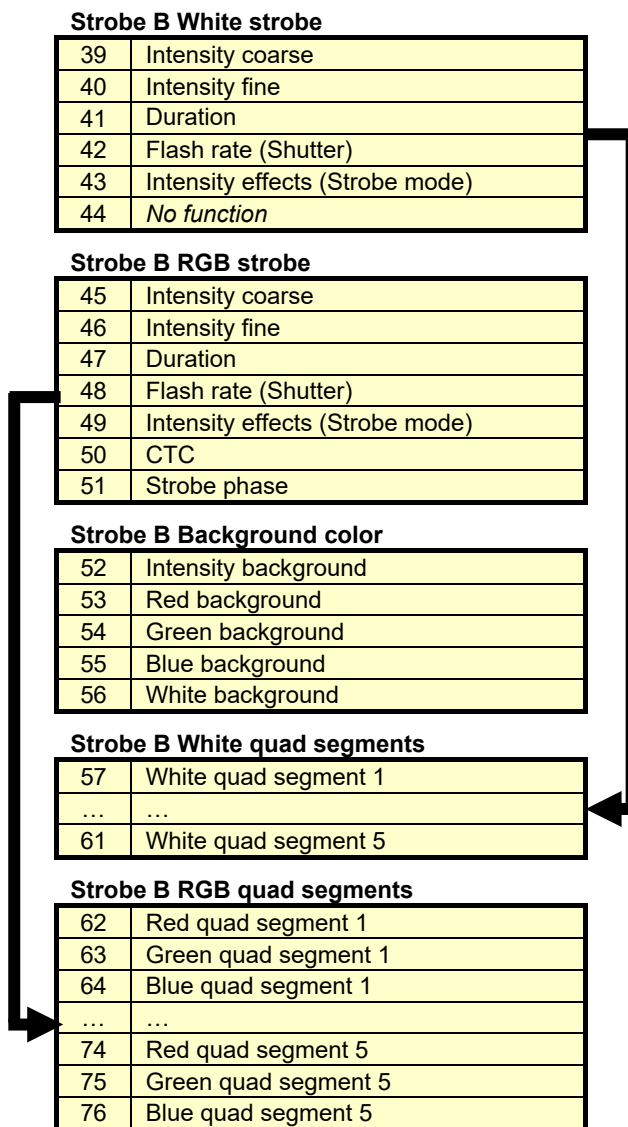 Strobe B White strobe
39 Intensity coarse
40 Intensity fine
41 Duration
42 Flash rate (Shutter)
43 Intensity effects (Strobe mode)
44 No function
Strobe B RGB strobe
45 Intensity coarse
46 Intensity fine
47 Duration
48 Flash rate (Shutter)
49 Intensity effects (Strobe mode)
50 CTC
51 Strobe phase
Strobe B Background color
52 Intensity background
53 Red background
54 Green background
55 Blue background
56 White background
Strobe B White quad segments
57 White quad segment 1
… …
61 White quad segment 5
Strobe B RGB quad segments
62 Red quad segment 1
63 Green quad segment 1
64 Blue quad segment 1
… …
74 Red quad segment 5
75 Green quad segment 5
76 Blue quad segment 5